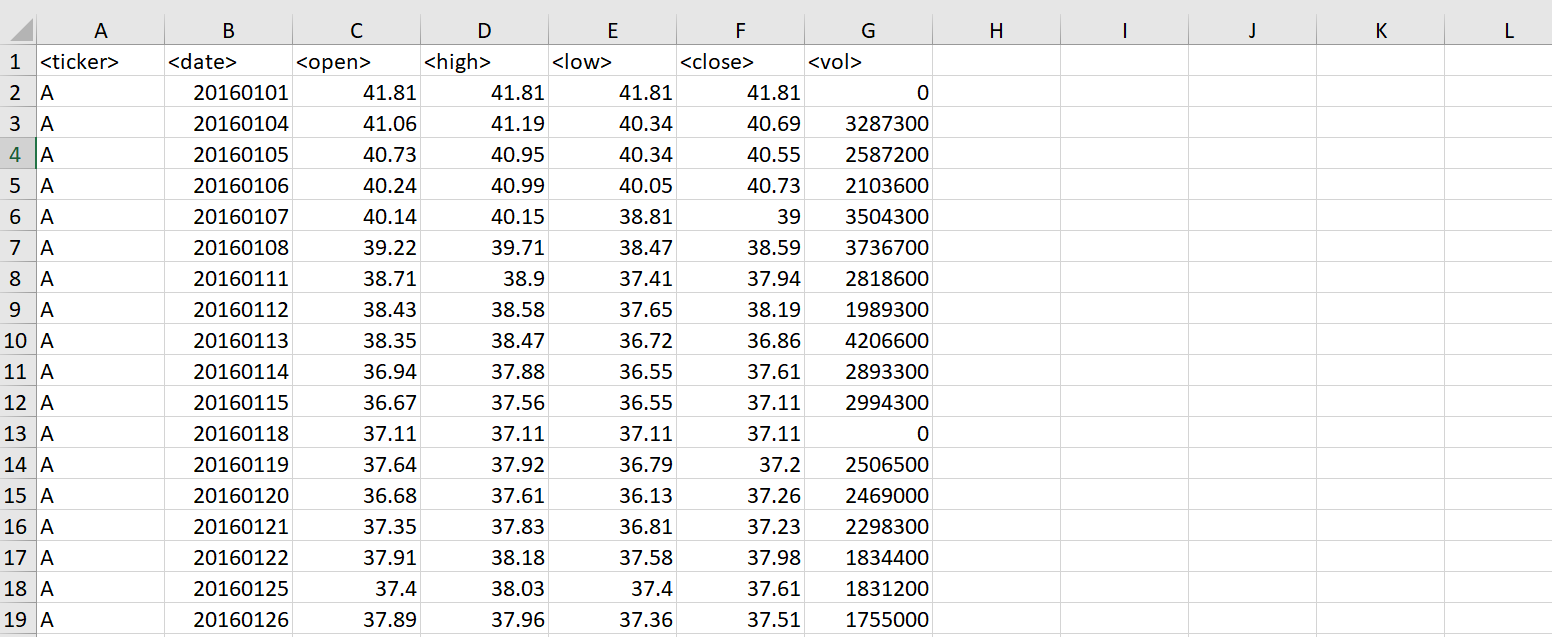 A B C D E F G H I J K L
1 <ticker> <date> <open> <high> <low> <close> <vol>
2 A 20160101 41.81 41.81 41.81 41.81 0
3 A 20160104 41.06 41.19 40.34 40.69 3287300
4 A 20160105 40.73 40.95 40.34 40.55 2587200
5 A 20160106 40.24 40.99 40.05 40.73 2103600
6 A 20160107 40.14 40.15 38.81 39 3504300
7 A 20160108 39.22 39.71 38.47 38.59 3736700
8 A 20160111 38.71 38.9 37.41 37.94 2818600
9 A 20160112 38.43 38.58 37.65 38.19 1989300
10 A 20160113 38.35 38.47 36.72 36.86 4206600
11 A 20160114 36.94 37.88 36.55 37.61 2893300
12 A 20160115 36.67 37.56 36.55 37.11 2994300
13 A 20160118 37.11 37.11 37.11 37.11 0
14 A 20160119 37.64 37.92 36.79 37.2 2506500
15 A 20160120 36.68 37.61 36.13 37.26 2469000
16 A 20160121 37.35 37.83 36.81 37.23 2298300
17 A 20160122 37.91 38.18 37.58 37.98 1834400
18 A 20160125 37.4 38.03 37.4 37.61 1831200
19 A 20160126 37.89 37.96 37.36 37.51 1755000